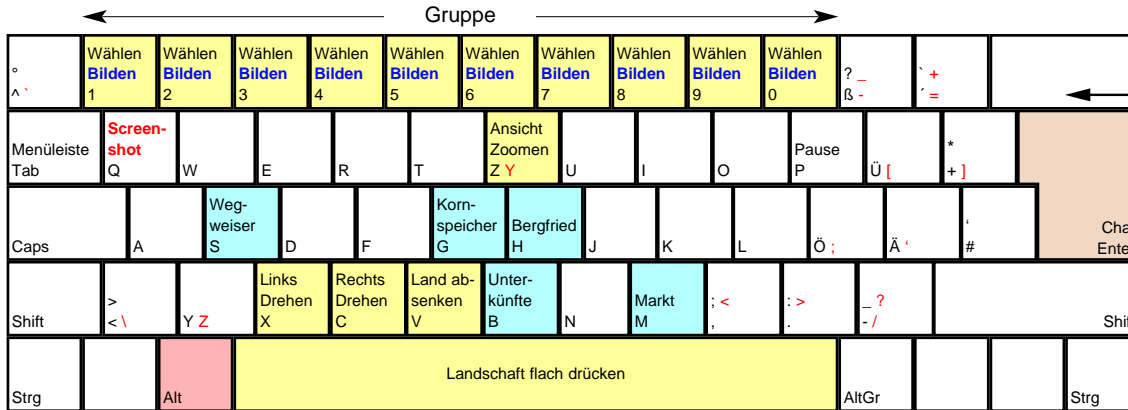 Gruppe
Wählen Wählen Wählen Wählen Wählen Wählen Wählen Wählen Wählen Wählen
° Bilden Bilden Bilden Bilden Bilden Bilden Bilden Bilden Bilden Bilden ? _ ` +
^ ` 1 2 3 4 5 6 7 8 9 0 ß - ´ =
Screen- Ansicht
Menüleiste shot Zoomen Pause *
Tab Q W E R T Z Y U I O P Ü [ + ]
Weg- Korn-
weiser speicher Bergfried ' Cha
Caps A S D F G H J K L Ö ; Ä ' # Ente
Links Rechts Land ab- Unter-
> Drehen Drehen senken künfte Markt ; < : > _ ?
Shift < \ Y Z X C V B N M , . - / Shif
Landschaft flach drücken
Strg Alt AltGr Strg